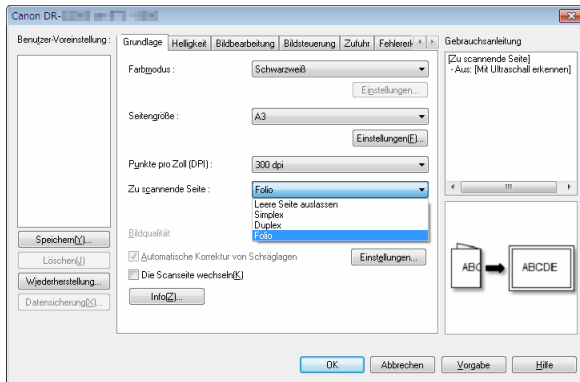 Canon DR-
Benutzer-Voreinstellung :
Speichern(Y)...
Löschen(J)
Wiederherstellung...
Datensicherung(X)...
Grundlage Helligkeit Bildbearbeitung Bildsteuerung Zufuhr Fehlererk
Farbmodus : Schwarzweiß
Einstellungen...
Seitengröße : A3
Einstellungen(F)...
Punkte pro Zoll (DPI) : 300 dpi
Zu scannende Seite : Folio
Leere Seite auslassen
Simplex
Duplex
Folio
Bildqualität:
Automatische Korrektur von Schräglagen Einstellungen...
Die Scanseite wechseln(K)
Info(Z)...
Gebrauchsanleitung
[Zu scannende Seite]
- Aus: [Mit Ultraschall erkennen]
ABC ABCDE
OK Abbrechen Vorgabe Hilfe